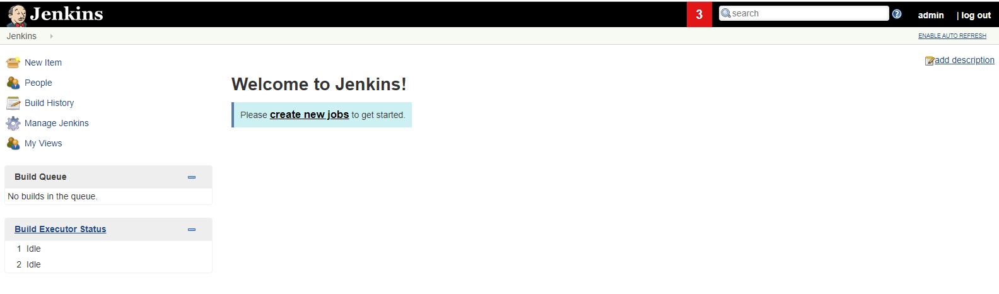 Jenkins
3
search
admin
| log out
Jenkins
ENABLE AUTO REFRESH
New Item
People
Build History
Manage Jenkins
My Views
add description
Welcome to Jenkins!
Please create new jobs to get started.
Build Queue
No builds in the queue.
Build Executor Status
1 Idle
2 Idle